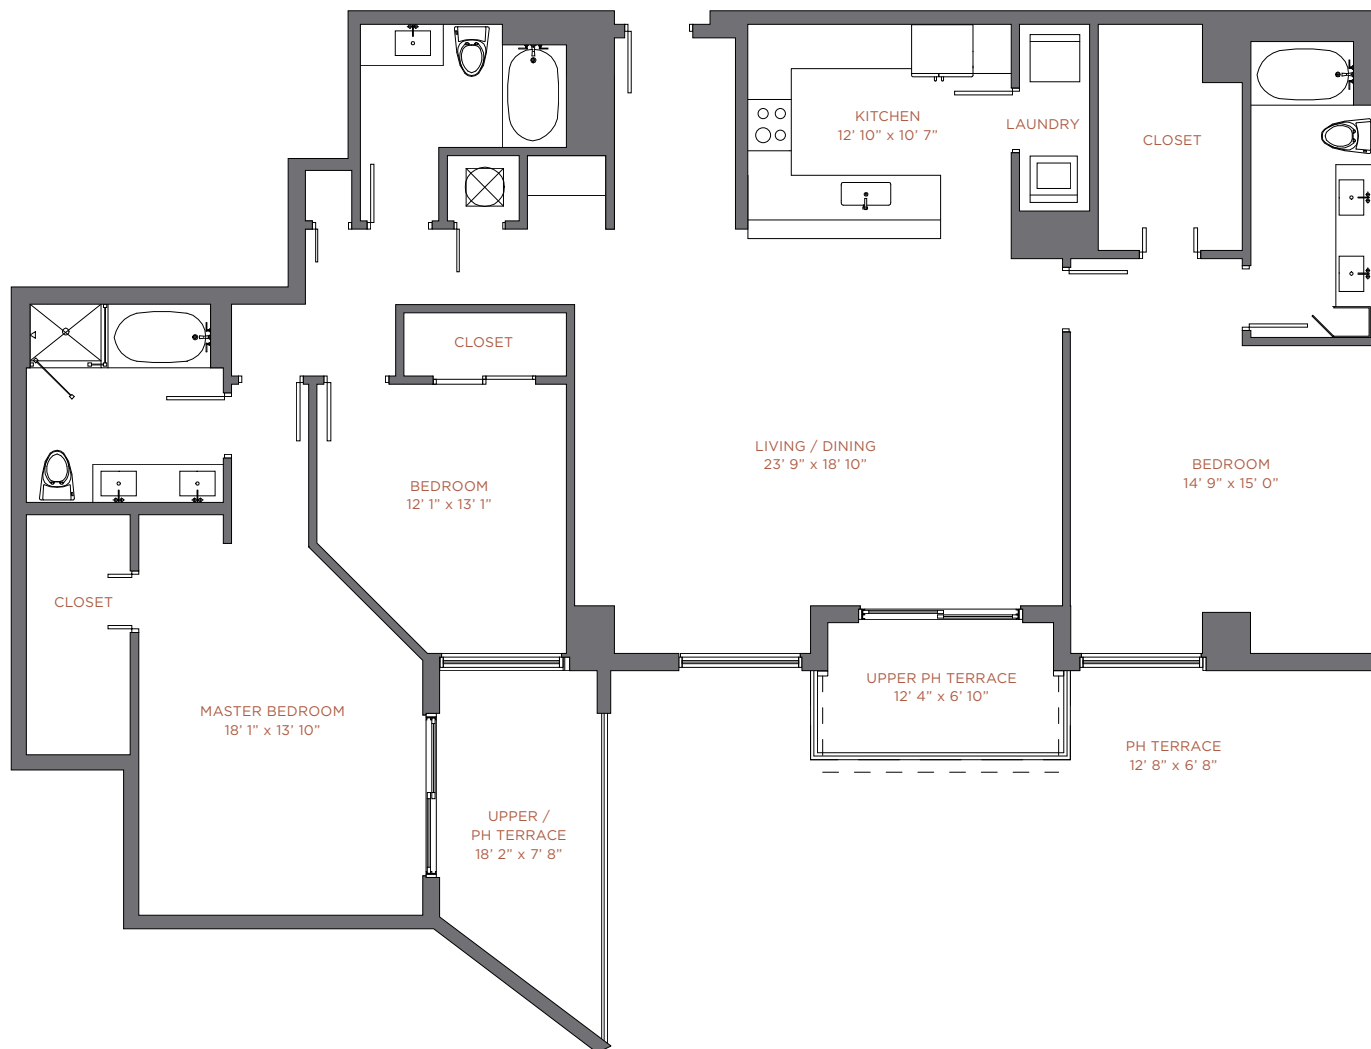 KITCHEN
12’ 10” x 10’ 7”
LAUNDRY
CLOSET
CLOSET
LIVING / DINING
23’ 9” x 18’ 10”
BEDROOM
14’ 9” x 15’ 0”
BEDROOM
12’ 1” x 13’ 1”
CLOSET
MASTER BEDROOM
18’ 1” x 13’ 10”
UPPER PH TERRACE
12’ 4” x 6’ 10”
PH TERRACE
12’ 8” x 6’ 8”
UPPER /
PH TERRACE
18’ 2” x 7’ 8”